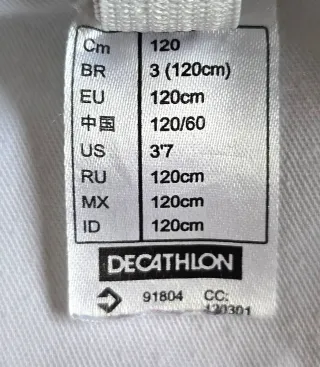 Cm 120
BR 3 (120cm)
EU 120cm
中国 120/60
US 3'7
RU 120cm
MX 120cm
ID 120cm
DECATHLON
91804 CC: